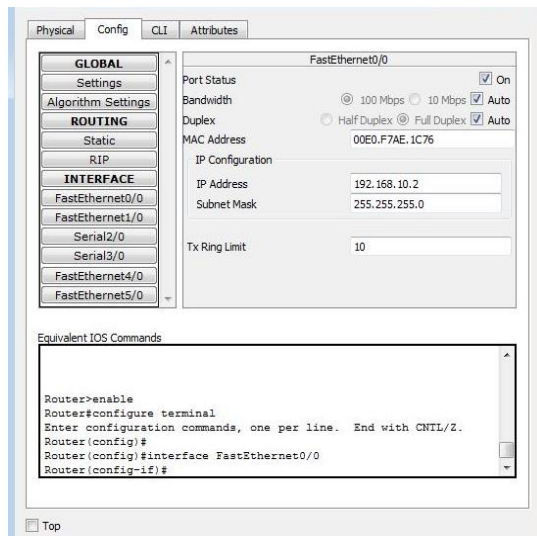 Physical Config CLI Attributes
GLOBAL
Settings
Algorithm Settings
ROUTING
Static
RIP
INTERFACE
FastEthernet0/0
FastEthernet1/0
Serial2/0
Serial3/0
FastEthernet4/0
FastEthernet5/0
FastEthernet0/0
Port Status On
Bandwidth 100 Mbps 10 Mbps Auto
Duplex Half Duplex Full Duplex Auto
MAC Address 00E0.F7AE.1C76
IP Configuration
IP Address 192.168.10.2
Subnet Mask 255.255.255.0
Tx Ring Limit 10
Equivalent IOS Commands
Router>enable
Router#configure terminal
Enter configuration commands, one per line. End with CNTL/Z.
Router(config)#
Router(config)#interface FastEthernet0/0
Router(config-if)#
Top